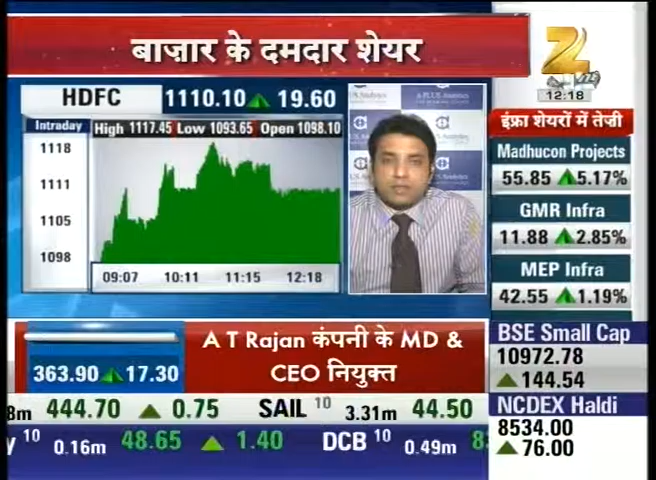 बाज़ार के दमदार शेयर
12:18
HDFC
1110.10 19.60
Intraday
High 1117.45 Low 1093.65 Open 1098.10
1118
1111
1105
1098
09:07 10:11 11:15 12:18
A PLUS Analytics
इंफ्रा शेयरों में तेजी
Madhucon Projects
55.85 5.17%
GMR Infra
11.88 2.85%
MEP Infra
42.55 1.19%
363.90 17.30
A T Rajan कंपनी के MD &
CEO नियुक्त
BSE Small Cap
10972.78
144.54
NCDEX Haldi
8534.00
76.00
8m 444.70 0.75 SAIL 10 3.31m 44.50
y 10 0.16m 48.65 1.40 DCB 10 0.49m